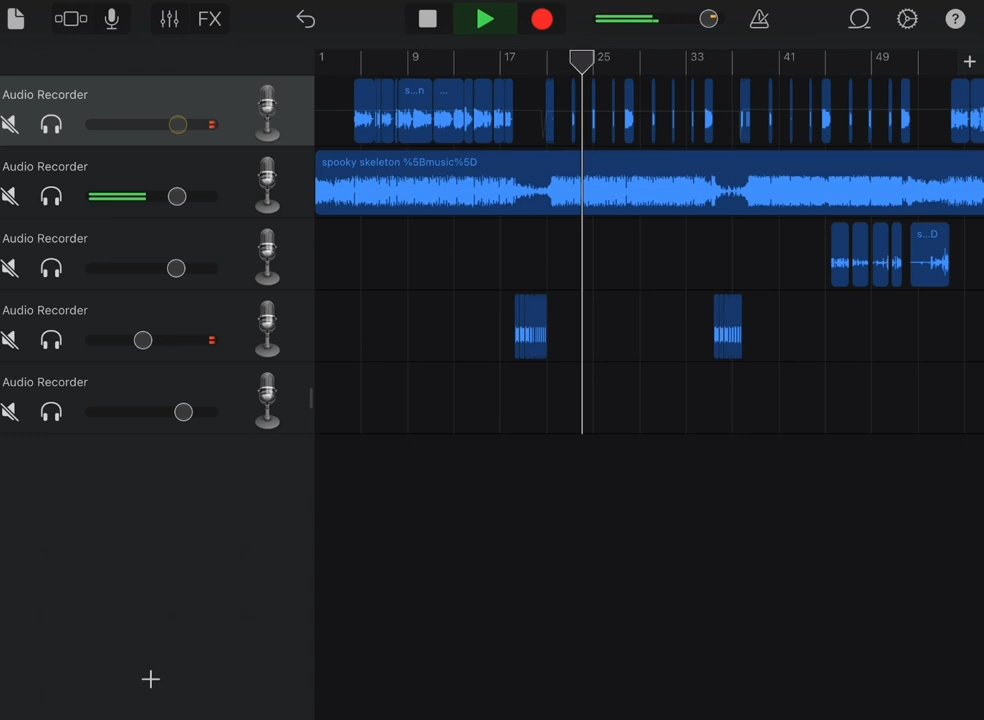 FX
?
1 9 17 25 33 41 49
Audio Recorder
s...n ...
Audio Recorder
spooky skeleton %5Bmusic%5D
Audio Recorder
s...D
Audio Recorder
Audio Recorder